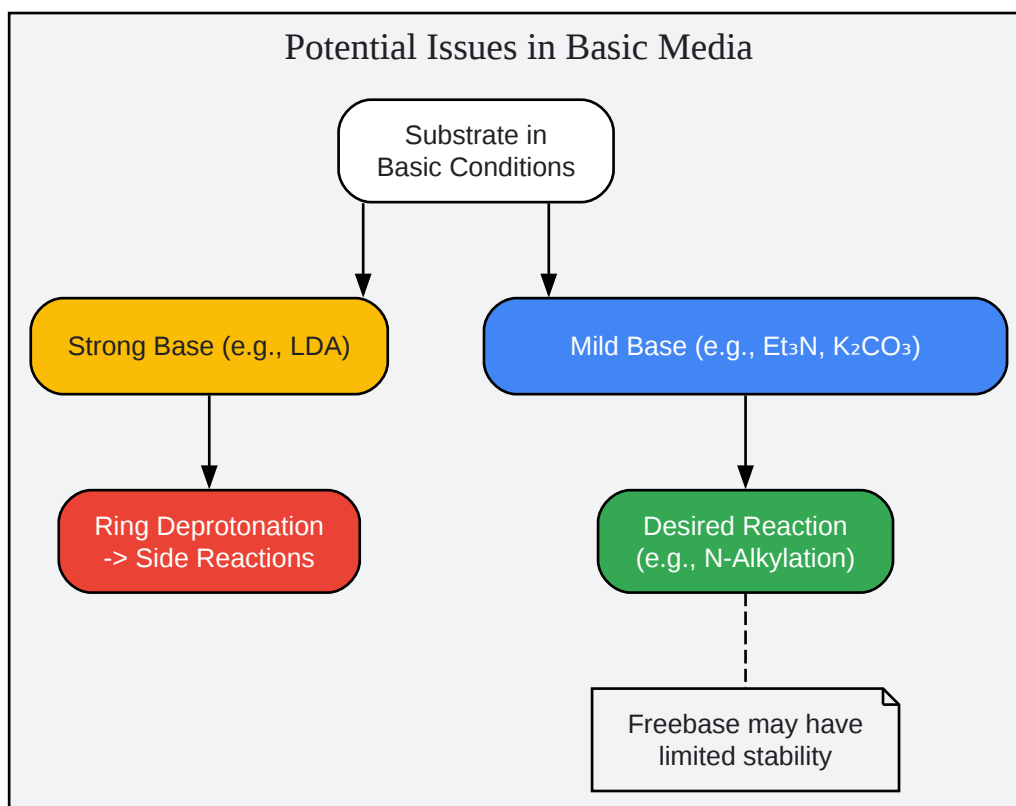 Potential Issues in Basic Media
Substrate in
Basic Conditions
Strong Base (e.g., LDA)
Mild Base (e.g., Et₃N, K₂CO₃)
Ring Deprotonation
-> Side Reactions
Desired Reaction
(e.g., N-Alkylation)
Freebase may have
limited stability